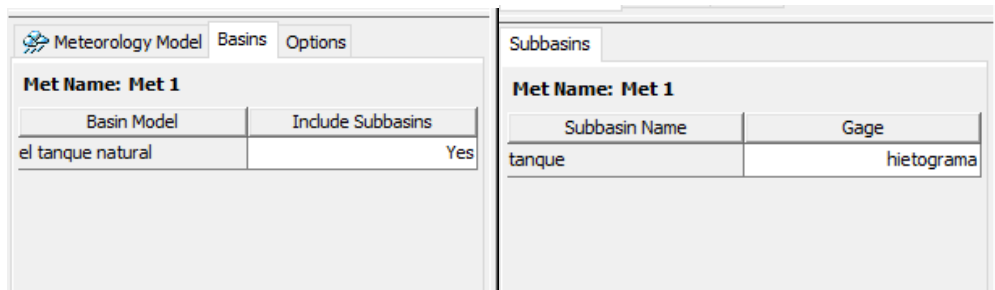 Meteorology Model Basins Options
Met Name: Met 1
Basin Model Include Subbasins
el tanque natural Yes
Subbasins
Met Name: Met 1
Subbasin Name Gage
tanque hietograma